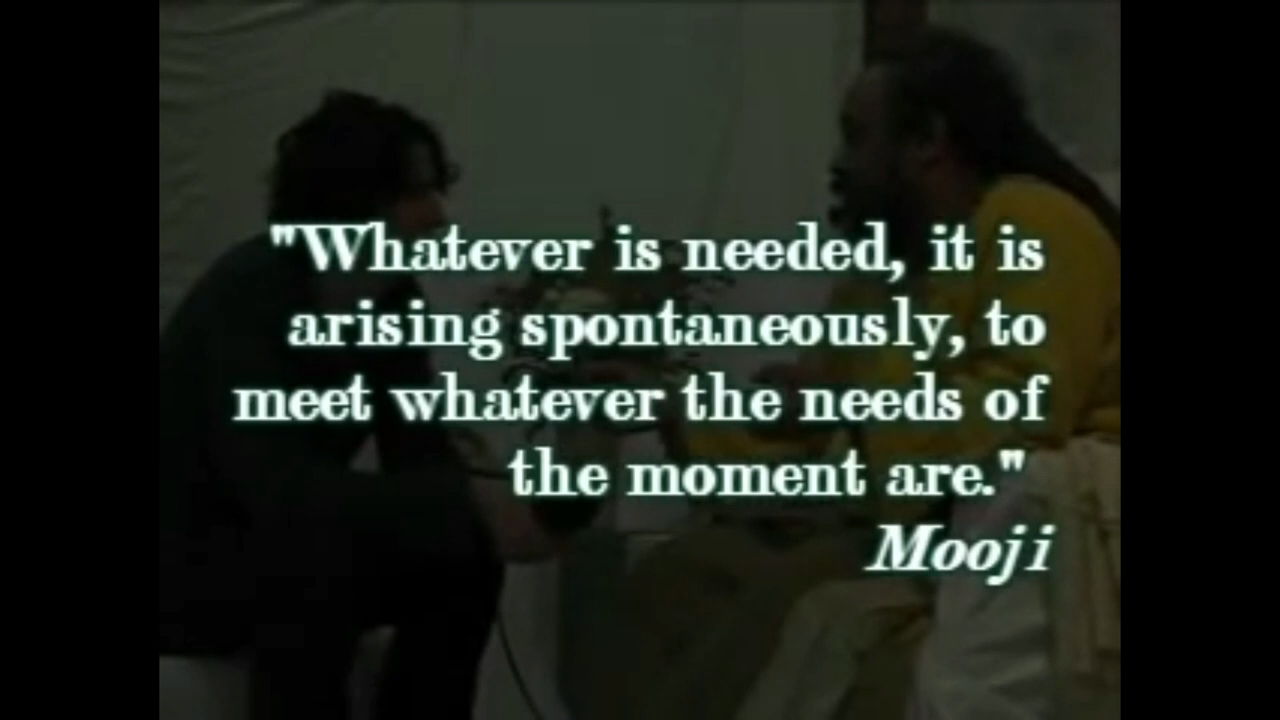 "Whatever is needed, it is
arising spontaneously, to
meet whatever the needs of
the moment are."
Mooji